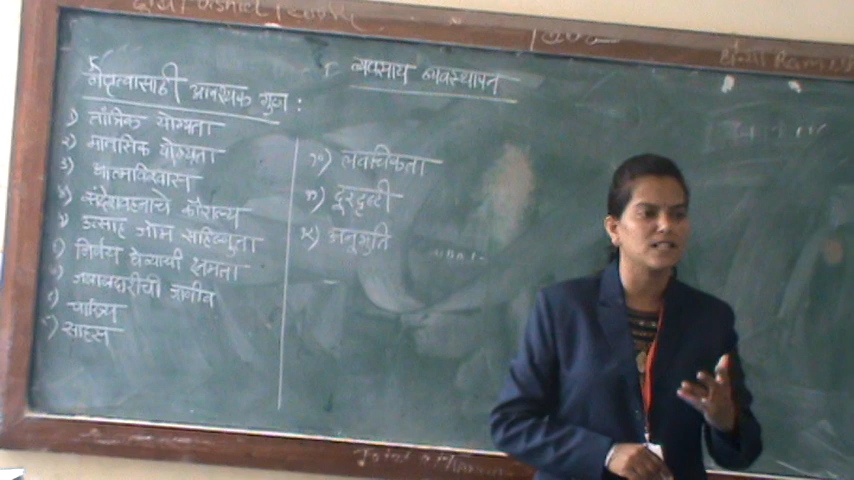 व्यवसाय व्यवस्थापन
नेतृत्वासाठी आवश्यक गुण :
१) तांत्रिक योग्यता
२) मानसिक योग्यता
३) आत्मविश्वास
४) संदेशवहनाचे कौशल्य
५) उत्साह आणि सहिष्णुता
६) निर्णय घेण्याची क्षमता
७) जबाबदारीची जाणीव
८) चारित्र्य
९) साहस
१०) लवचिकता
११) दूरदृष्टी
१२) अनुभुति